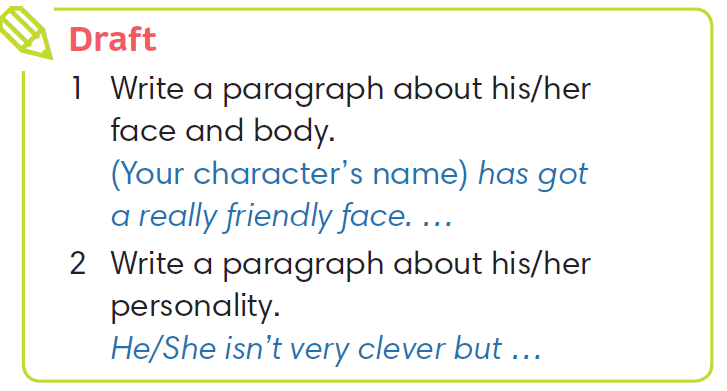 Draft
1 Write a paragraph about his/her
face and body.
(Your character's name) has got
a really friendly face. ...
2 Write a paragraph about his/her
personality.
He/She isn't very clever but ...